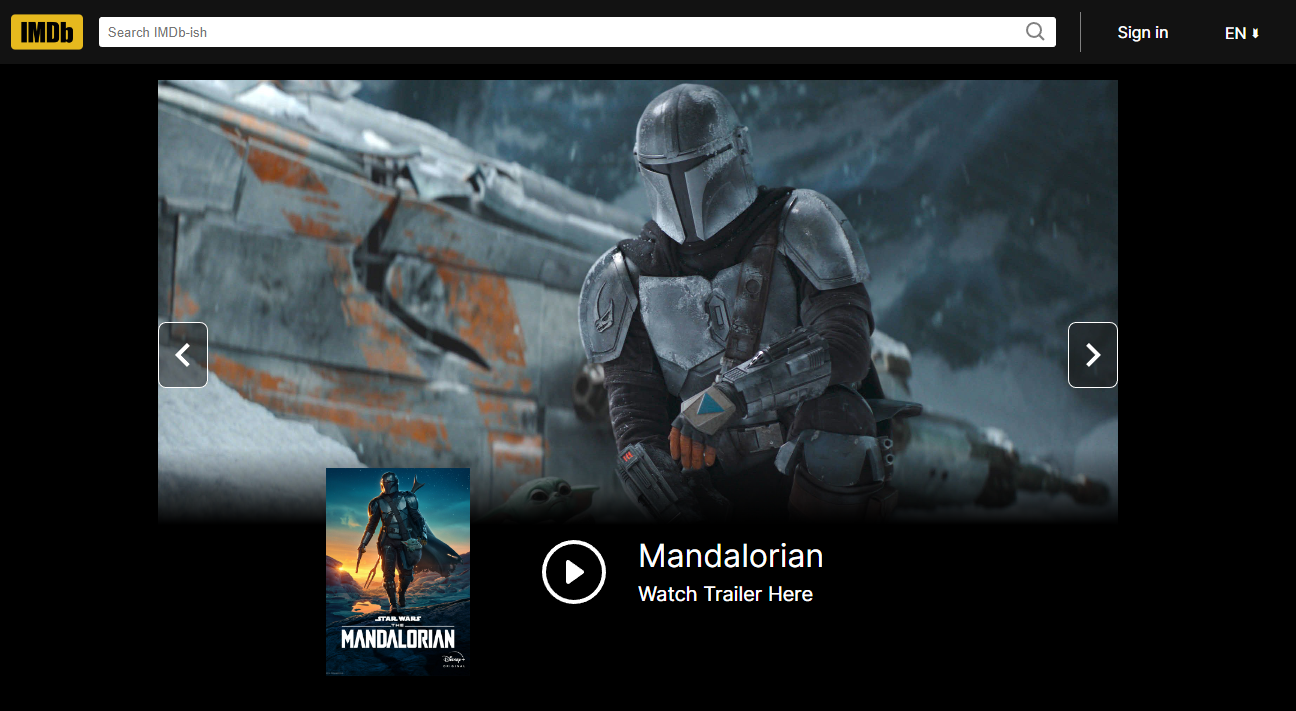 IMDb
Search IMDb-ish
Sign in
EN
Mandalorian
Watch Trailer Here
STAR WARS
THE
MANDALORIAN
Disney+
ORIGINAL